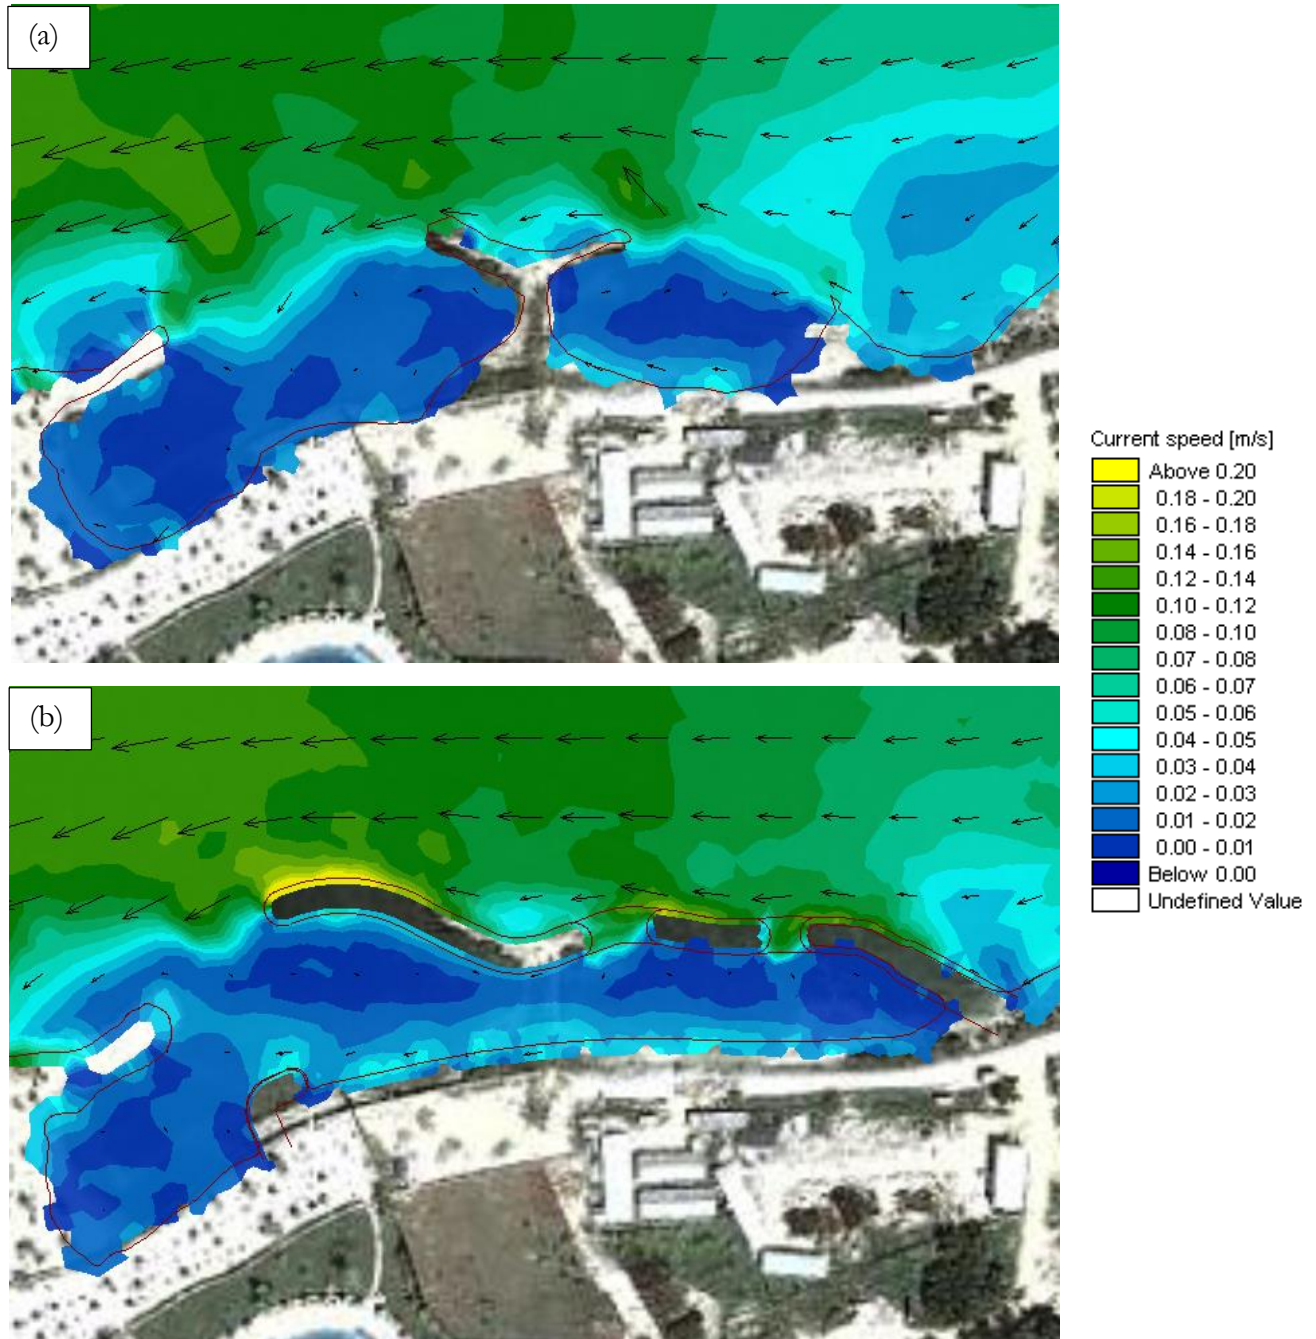 (a)
Current speed [m/s]
Above 0.20
0.18 - 0.20
0.16 - 0.18
0.14 - 0.16
0.12 - 0.14
0.10 - 0.12
0.08 - 0.10
0.07 - 0.08
0.06 - 0.07
0.05 - 0.06
0.04 - 0.05
0.03 - 0.04
0.02 - 0.03
0.01 - 0.02
0.00 - 0.01
Below 0.00
Undefined Value
(b)